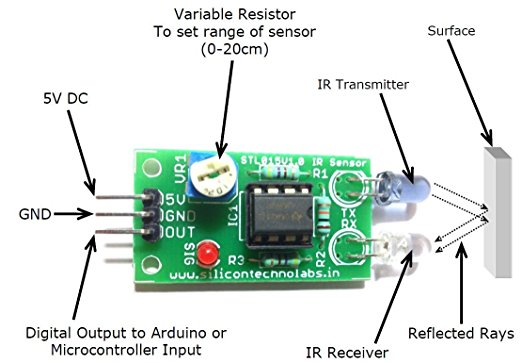 Variable Resistor
To set range of sensor
(0-20cm)
Surface
IR Transmitter
5V DC
GND
Digital Output to Arduino or
Microcontroller Input
IR Receiver
Reflected Rays
STL015V1.0 IR Sensor
VR1
R1
5V
GND
OUT
IC1
TX
RX
SIG
R3
R2
www.silicontechnolabs.in